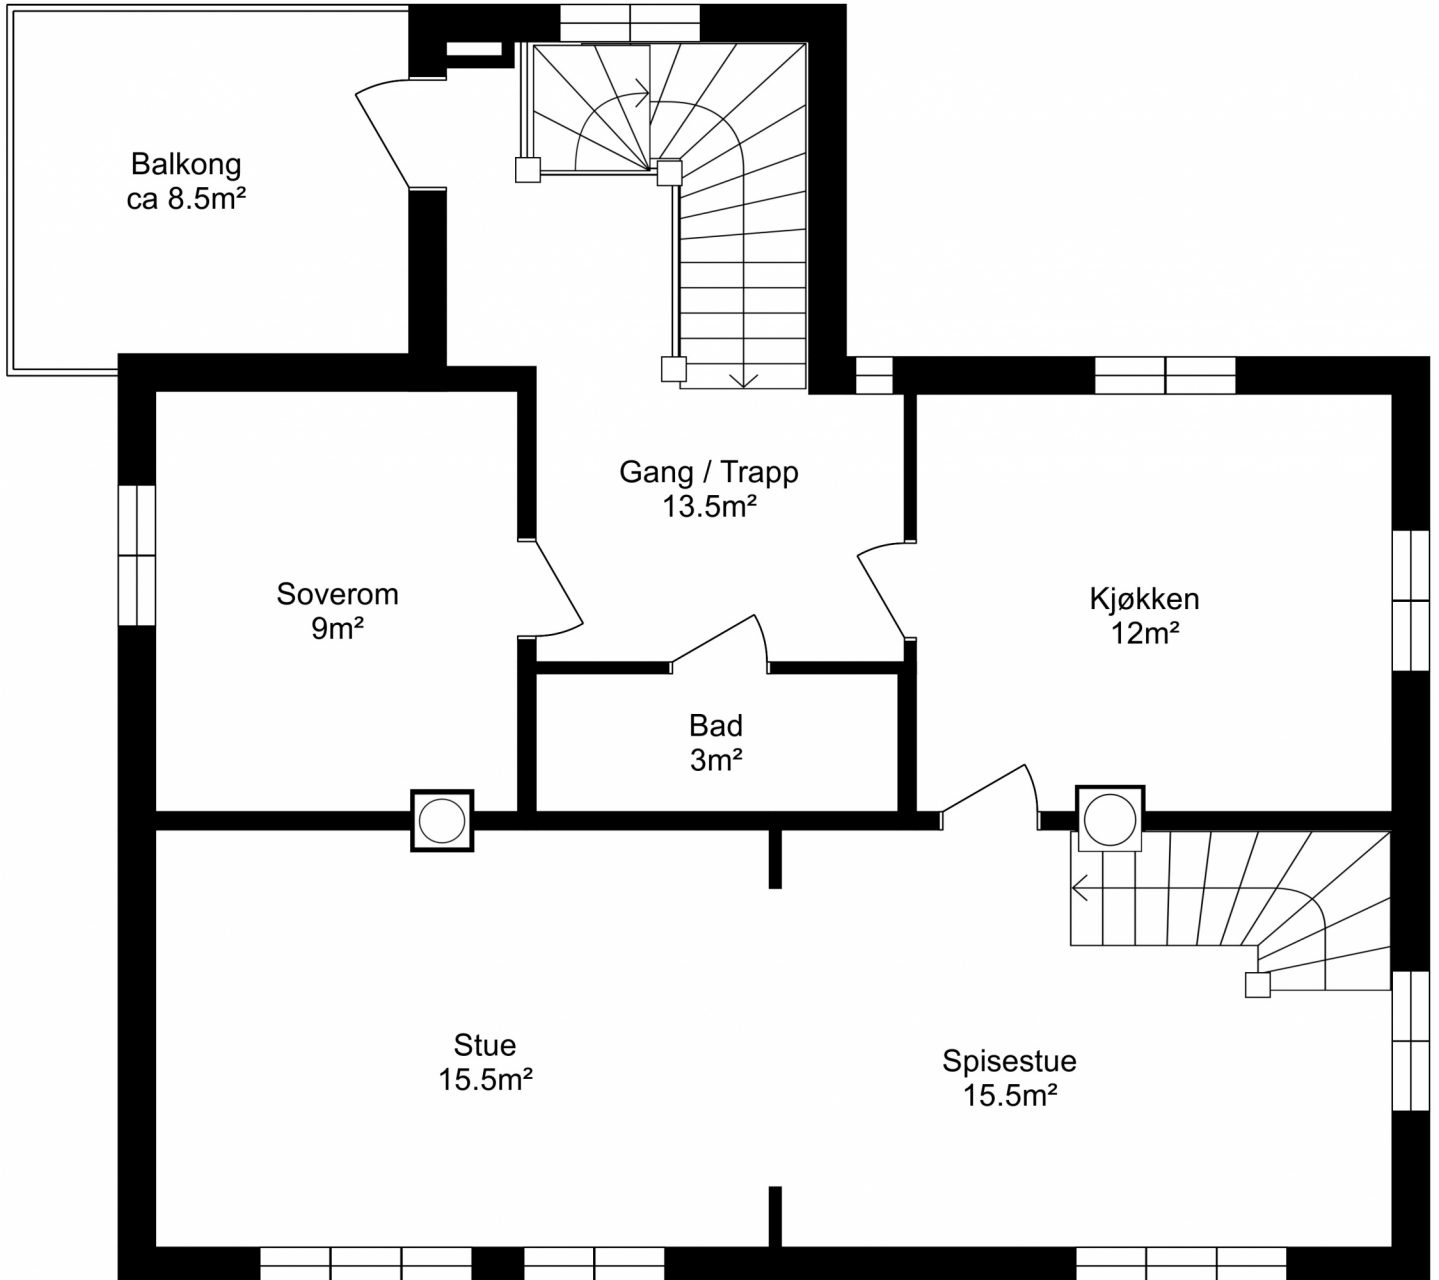 Balkong
ca 8.5m²
Gang / Trapp
13.5m²
Soverom
9m²
Kjøkken
12m²
Bad
3m²
Stue
15.5m²
Spisestue
15.5m²